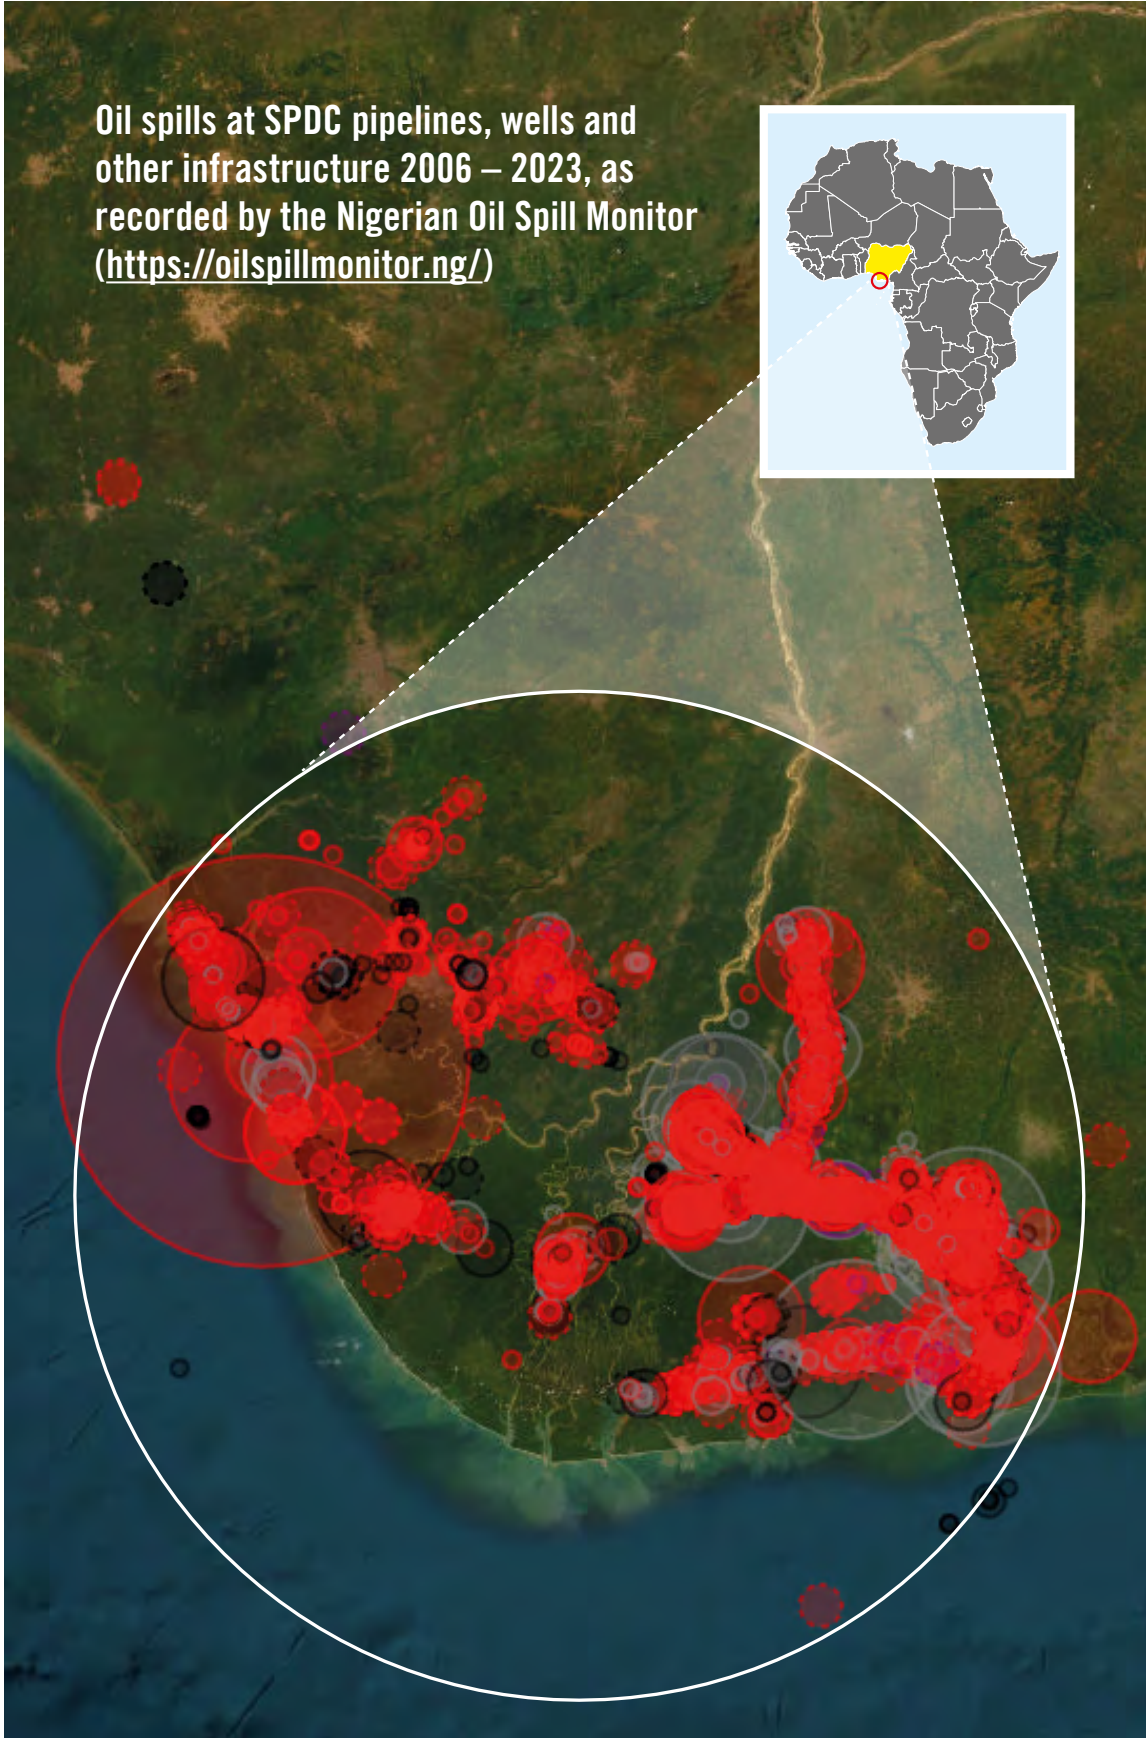 Oil spills at SPDC pipelines, wells and
other infrastructure 2006 – 2023, as
recorded by the Nigerian Oil Spill Monitor
(https://oilspillmonitor.ng/)